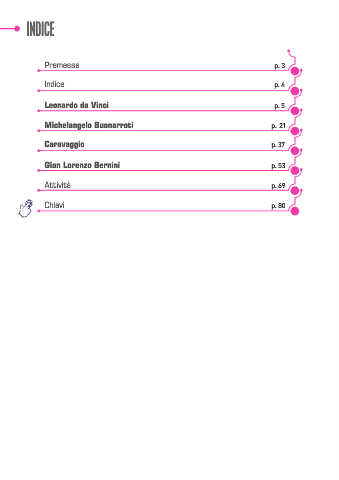 INDICE
Premessa p. 3
Indice p. 4
Leonardo da Vinci p. 5
Michelangelo Buonarroti p. 21
Caravaggio p. 37
Gian Lorenzo Bernini p. 53
Attività p. 69
Chiavi p. 80